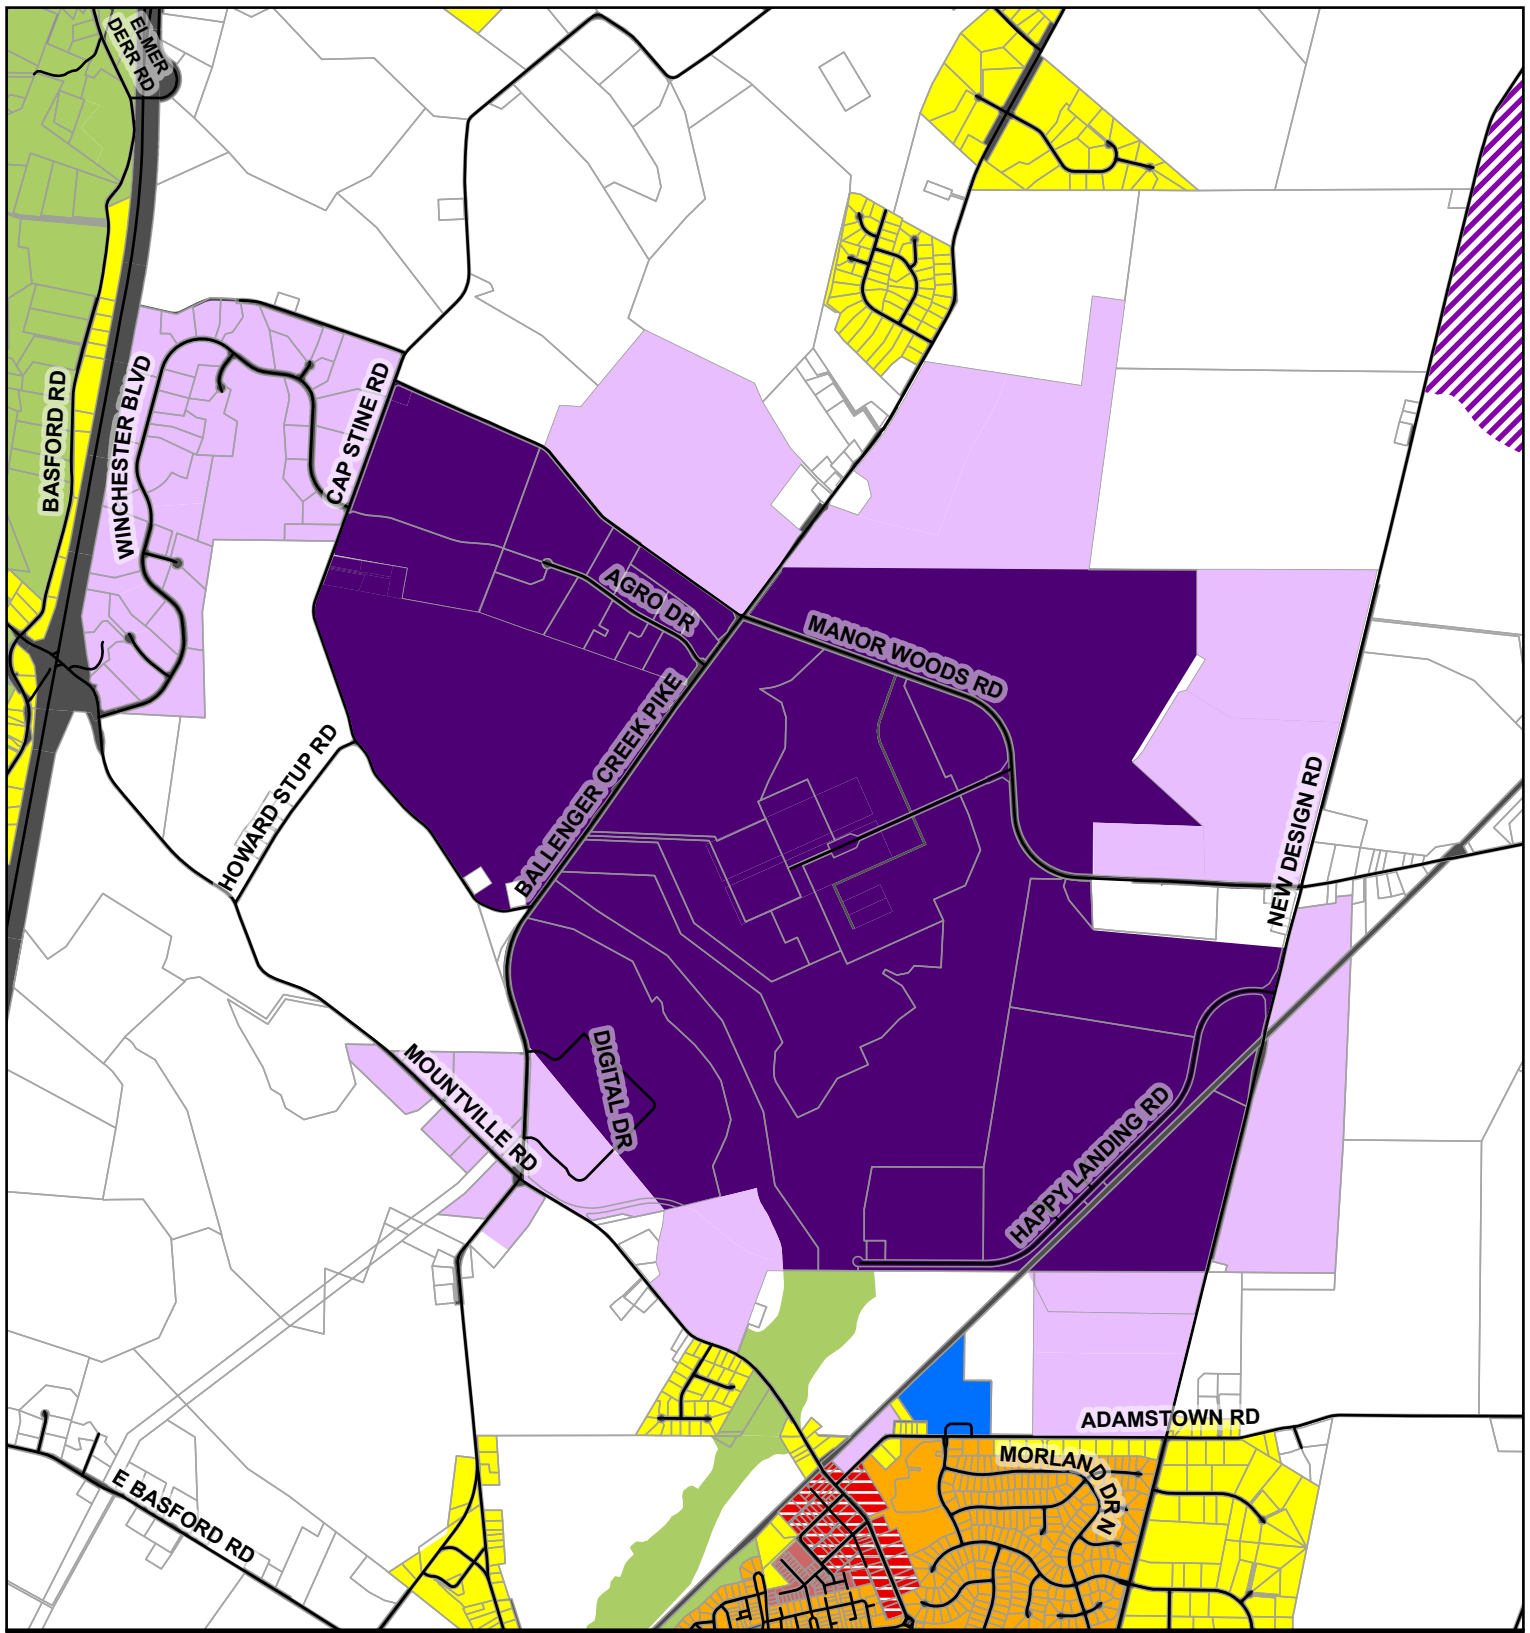 ELMER
DERR RD
BASFORD RD
WINCHESTER BLVD
CAP STINE RD
AGRO DR
MANOR WOODS RD
BALLENGER CREEK PIKE
HOWARD STUP RD
NEW DESIGN RD
DIGITAL DR
MOUNTVILLE RD
HAPPY LANDING RD
ADAMSTOWN RD
MORLAND DR N
E BASFORD RD